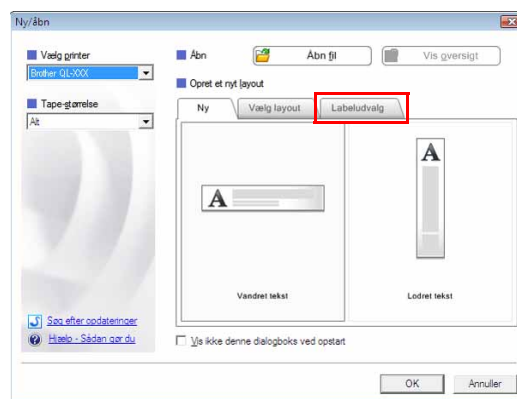 Ny/åbn
Vælg printer
Brother QL-XXX
Tape-størrelse
Alt
Søg efter opdateringer
Hjælp - Sådan gør du
Åbn
Åbn fil
Vis oversigt
Opret et nyt layout
Ny
Vælg layout
Labeludvalg
A
Vandret tekst
A
Lodret tekst
Vis ikke denne dialogboks ved opstart
OK
Annuller